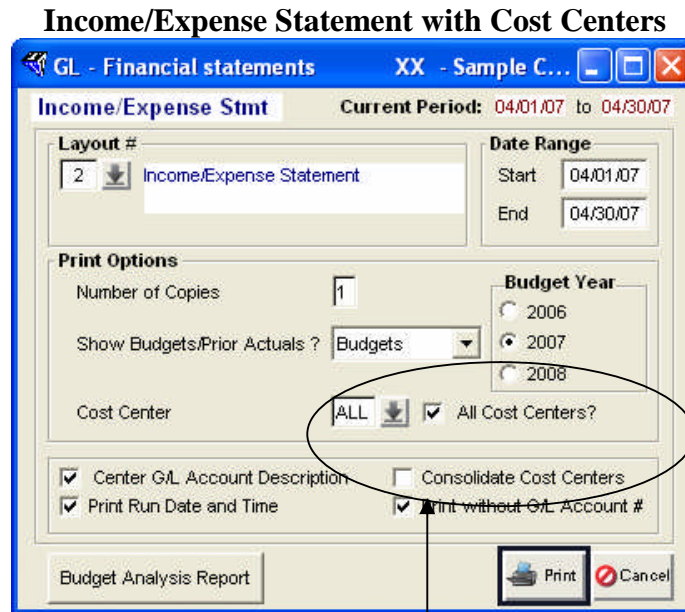 Income/Expense Statement with Cost Centers
GL - Financial statements XX - Sample C...
Income/Expense Stmt Current Period: 04/01/07 to 04/30/07
Layout # Date Range
2 Income/Expense Statement Start 04/01/07
End 04/30/07
Print Options
Number of Copies 1 Budget Year
2006
Show Budgets/Prior Actuals ? Budgets 2007
2008
Cost Center ALL All Cost Centers?
Center G/L Account Description Consolidate Cost Centers
Print Run Date and Time Print without G/L Account #
Budget Analysis Report Print Cancel